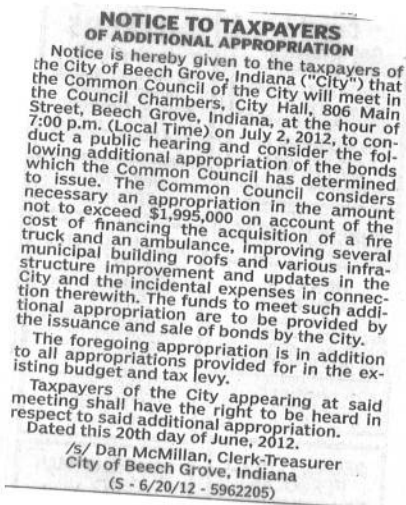 NOTICE TO TAXPAYERS
OF ADDITIONAL APPROPRIATION
Notice is hereby given to the taxpayers of
the City of Beech Grove, Indiana ("City") that
the Common Council of the City will meet in
the Council Chambers, City Hall, 806 Main
Street, Beech Grove, Indiana, at the hour of
7:00 p.m. (Local Time) on July 2, 2012, to con-
duct a public hearing and consider the fol-
lowing additional appropriation of the bonds
which the Common Council has determined
to issue. The Common Council considers
necessary an appropriation in the amount
not to exceed $1,995,000 on account of the
cost of financing the acquisition of a fire
truck and an ambulance, improving several
municipal building roofs and various infra-
structure improvement and updates in the
City and the incidental expenses in connec-
tion therewith. The funds to meet such addi-
tional appropriation are to be provided by
the issuance and sale of bonds by the City.
The foregoing appropriation is in addition
to all appropriations provided for in the ex-
isting budget and tax levy.
Taxpayers of the City appearing at said
meeting shall have the right to be heard in
respect to said additional appropriation.
Dated this 20th day of June, 2012.
/s/ Dan McMillan, Clerk-Treasurer
City of Beech Grove, Indiana
(S - 6/20/12 - 5962205)